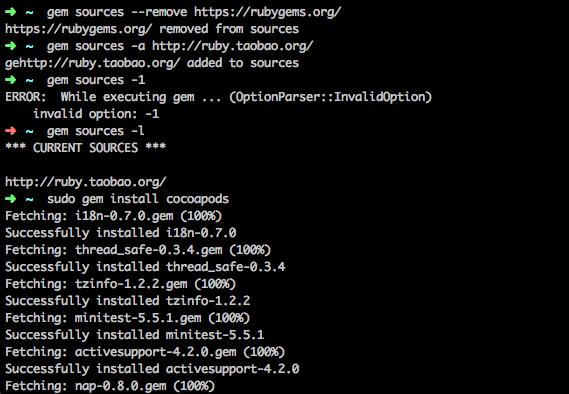 ➜ ~ gem sources --remove https://rubygems.org/
https://rubygems.org/ removed from sources
➜ ~ gem sources -a http://ruby.taobao.org/
gehttp://ruby.taobao.org/ added to sources
➜ ~ gem sources -1
ERROR:  While executing gem ... (OptionParser::InvalidOption)
    invalid option: -1
➜ ~ gem sources -l
*** CURRENT SOURCES ***

http://ruby.taobao.org/
➜ ~ sudo gem install cocoapods
Fetching: i18n-0.7.0.gem (100%)
Successfully installed i18n-0.7.0
Fetching: thread_safe-0.3.4.gem (100%)
Successfully installed thread_safe-0.3.4
Fetching: tzinfo-1.2.2.gem (100%)
Successfully installed tzinfo-1.2.2
Fetching: minitest-5.5.1.gem (100%)
Successfully installed minitest-5.5.1
Fetching: activesupport-4.2.0.gem (100%)
Successfully installed activesupport-4.2.0
Fetching: nap-0.8.0.gem (100%)